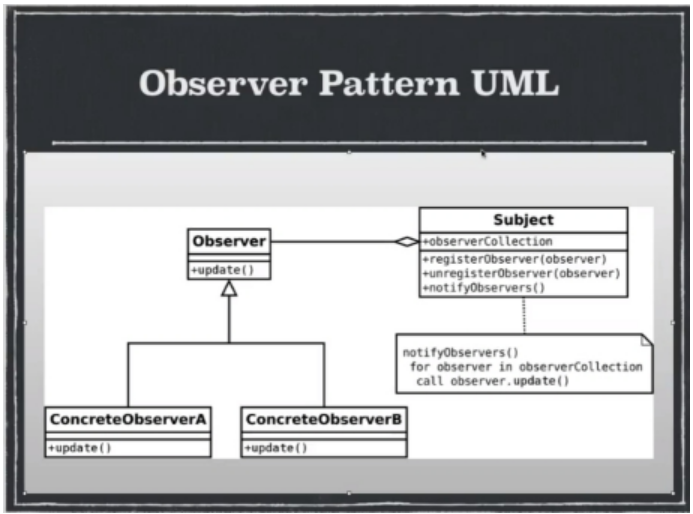 Observer Pattern UML
Observer
+update()
Subject
+observerCollection
+registerObserver(observer)
+unregisterObserver(observer)
+notifyObservers()
notifyObservers()
for observer in observerCollection
call observer.update()
ConcreteObserverA
+update()
ConcreteObserverB
+update()